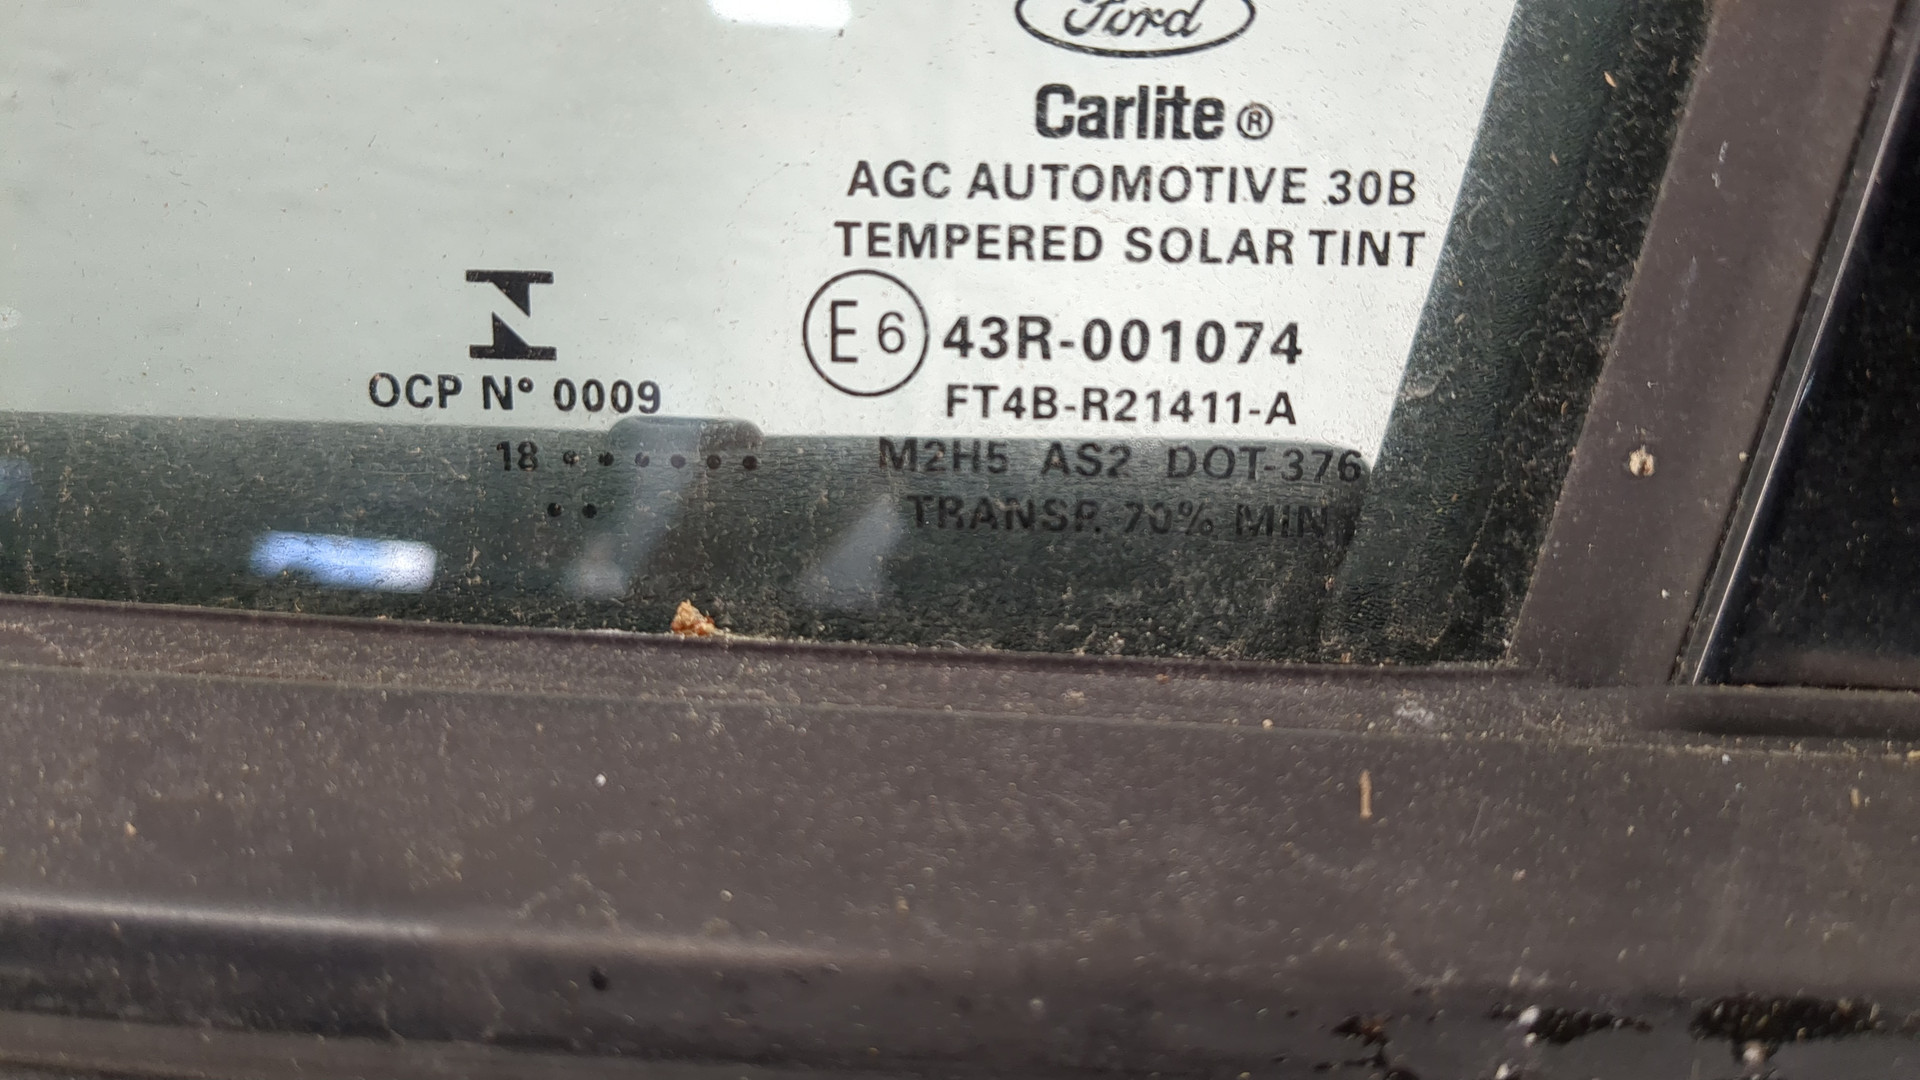 Ford
Carlite ®
AGC AUTOMOTIVE 30B
TEMPERED SOLAR TINT
E6 43R-001074
OCP N° 0009
FT4B-R21411-A
18 • • • • • •
M2H5 AS2 DOT-376
• •
TRANSP. 70% MIN